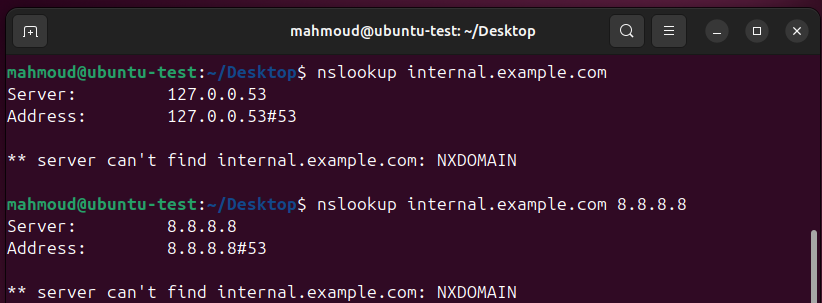 mahmoud@ubuntu-test: ~/Desktop
mahmoud@ubuntu-test:~/Desktop$ nslookup internal.example.com
Server:         127.0.0.53
Address:        127.0.0.53#53
** server can't find internal.example.com: NXDOMAIN
mahmoud@ubuntu-test:~/Desktop$ nslookup internal.example.com 8.8.8.8
Server:         8.8.8.8
Address:        8.8.8.8#53
** server can't find internal.example.com: NXDOMAIN